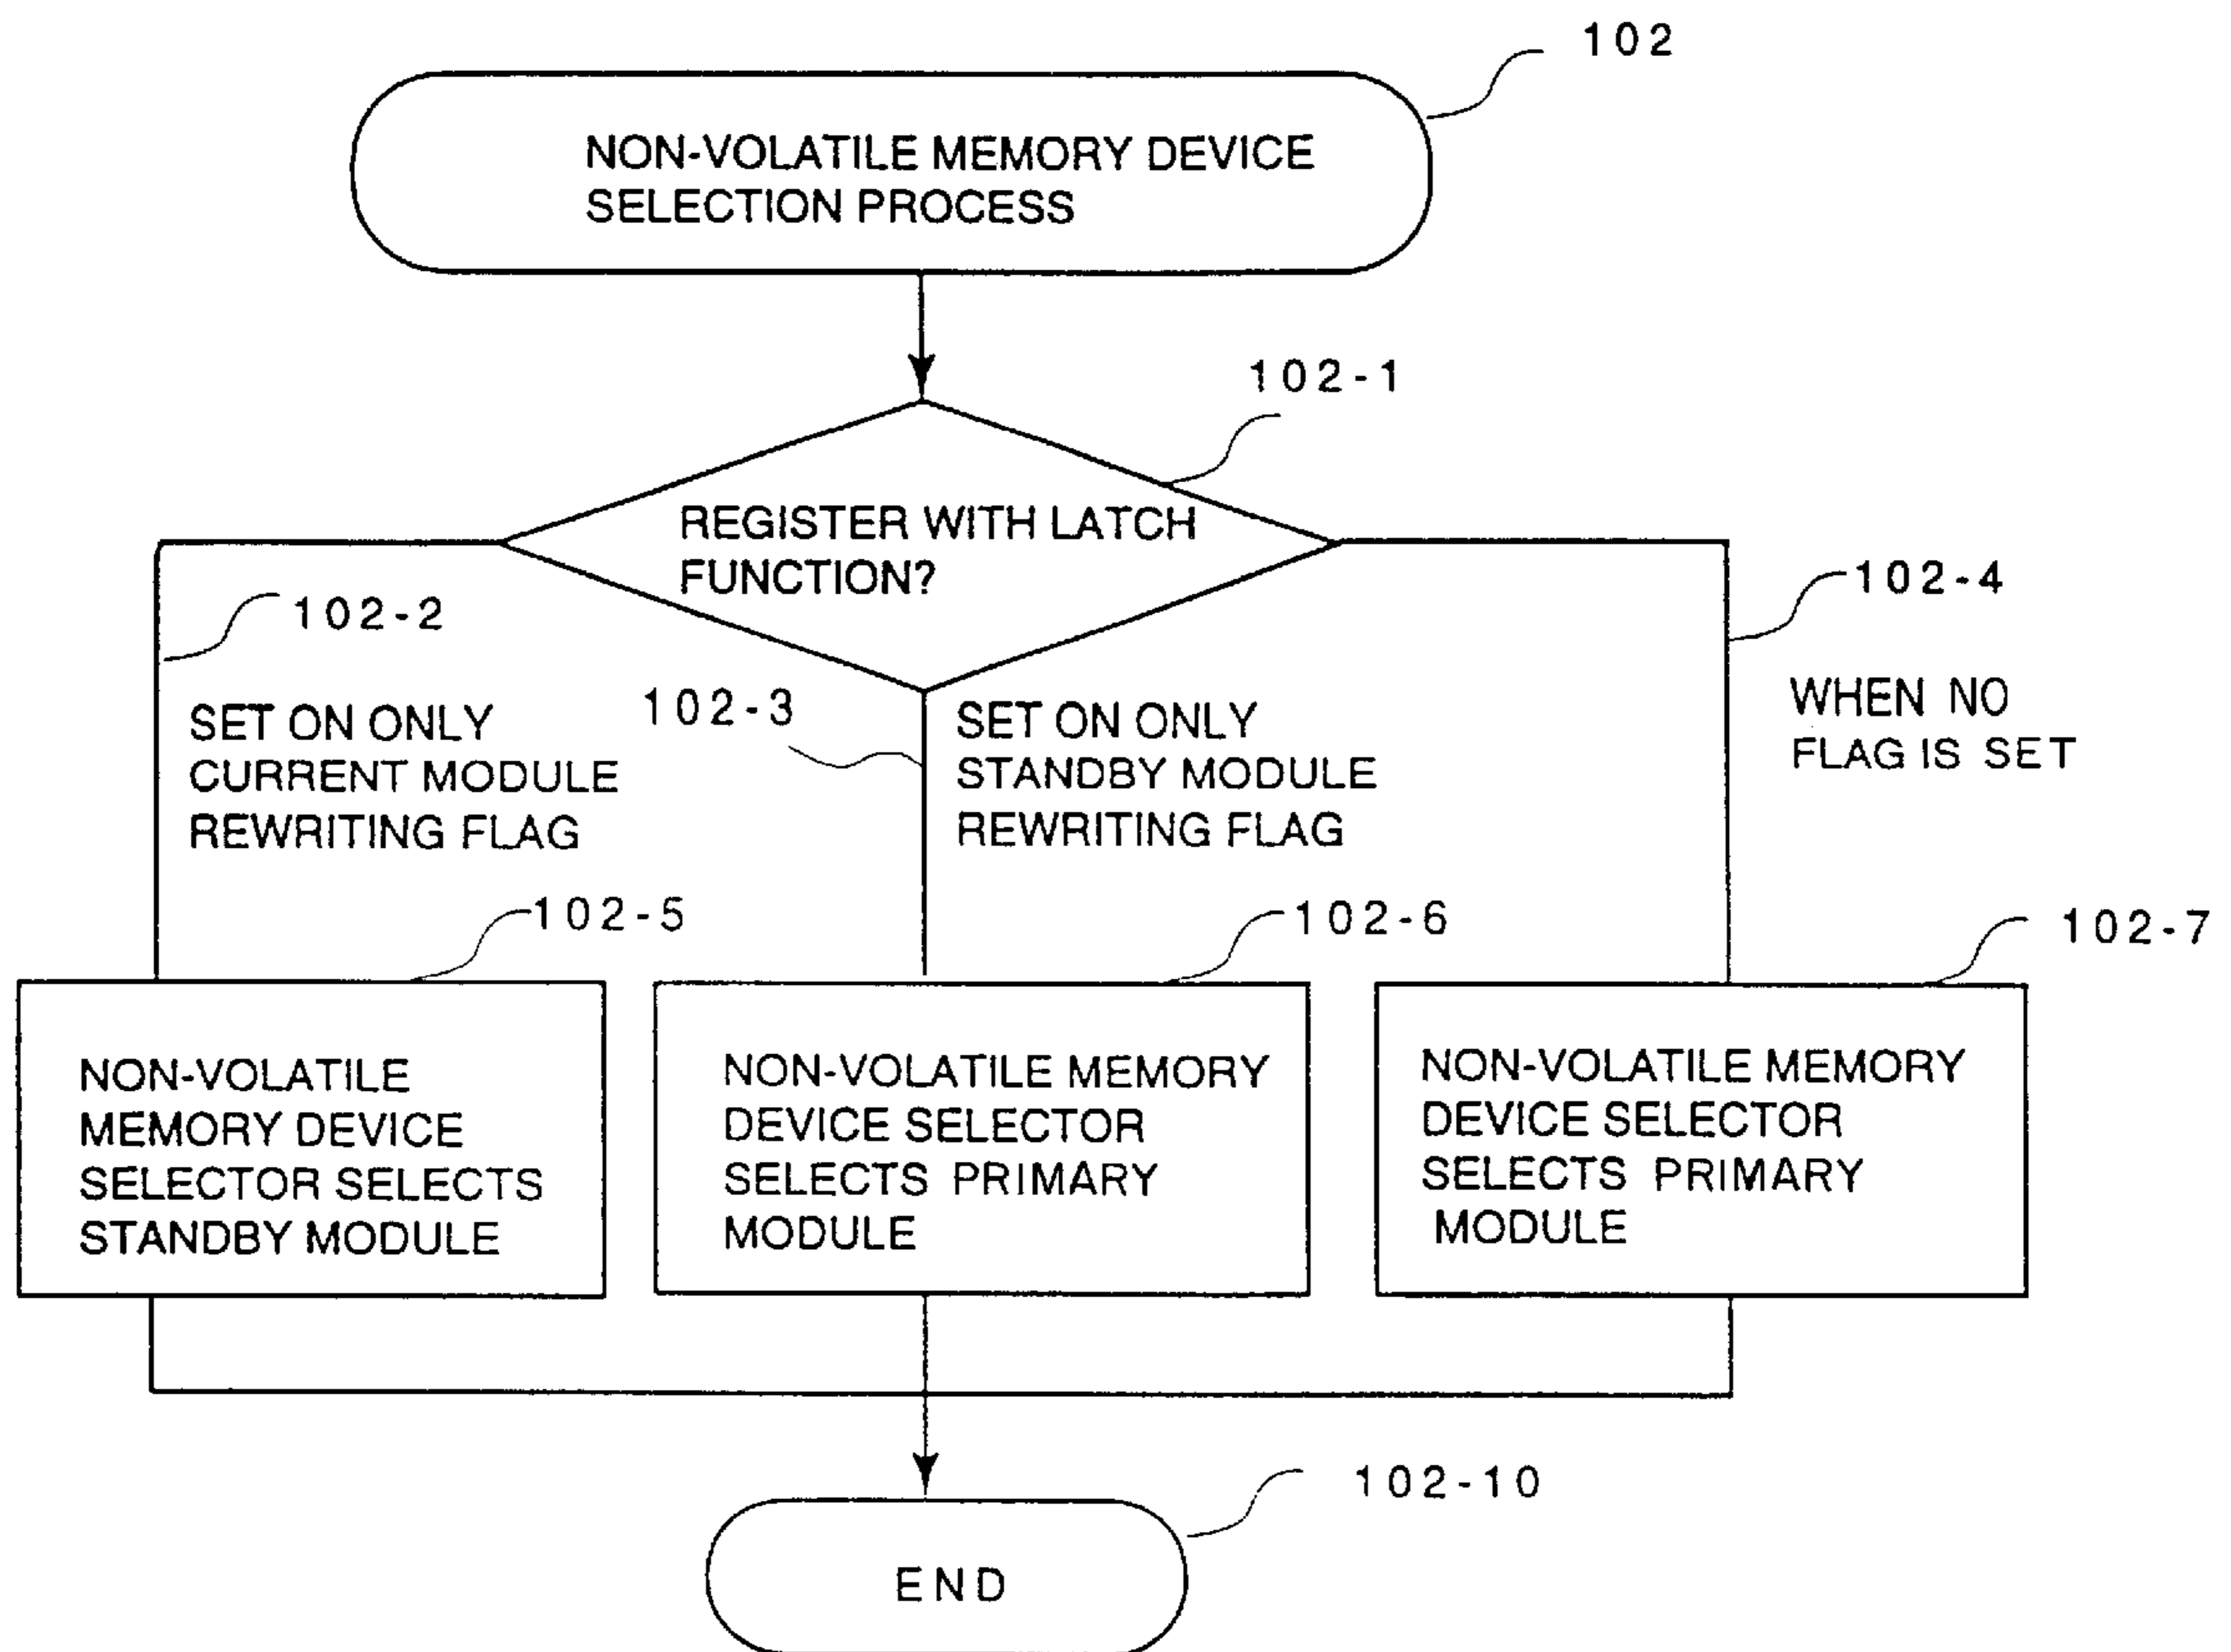 102
NON-VOLATILE MEMORY DEVICE
SELECTION PROCESS
102-1
REGISTER WITH LATCH
FUNCTION?
102-2
SET ON ONLY
CURRENT MODULE
REWRITING FLAG
102-3
SET ON ONLY
STANDBY MODULE
REWRITING FLAG
102-4
WHEN NO
FLAG IS SET
102-5
NON-VOLATILE
MEMORY DEVICE
SELECTOR SELECTS
STANDBY MODULE
102-6
NON-VOLATILE MEMORY
DEVICE SELECTOR
SELECTS PRIMARY
MODULE
102-7
NON-VOLATILE MEMORY
DEVICE SELECTOR
SELECTS PRIMARY
MODULE
102-10
END